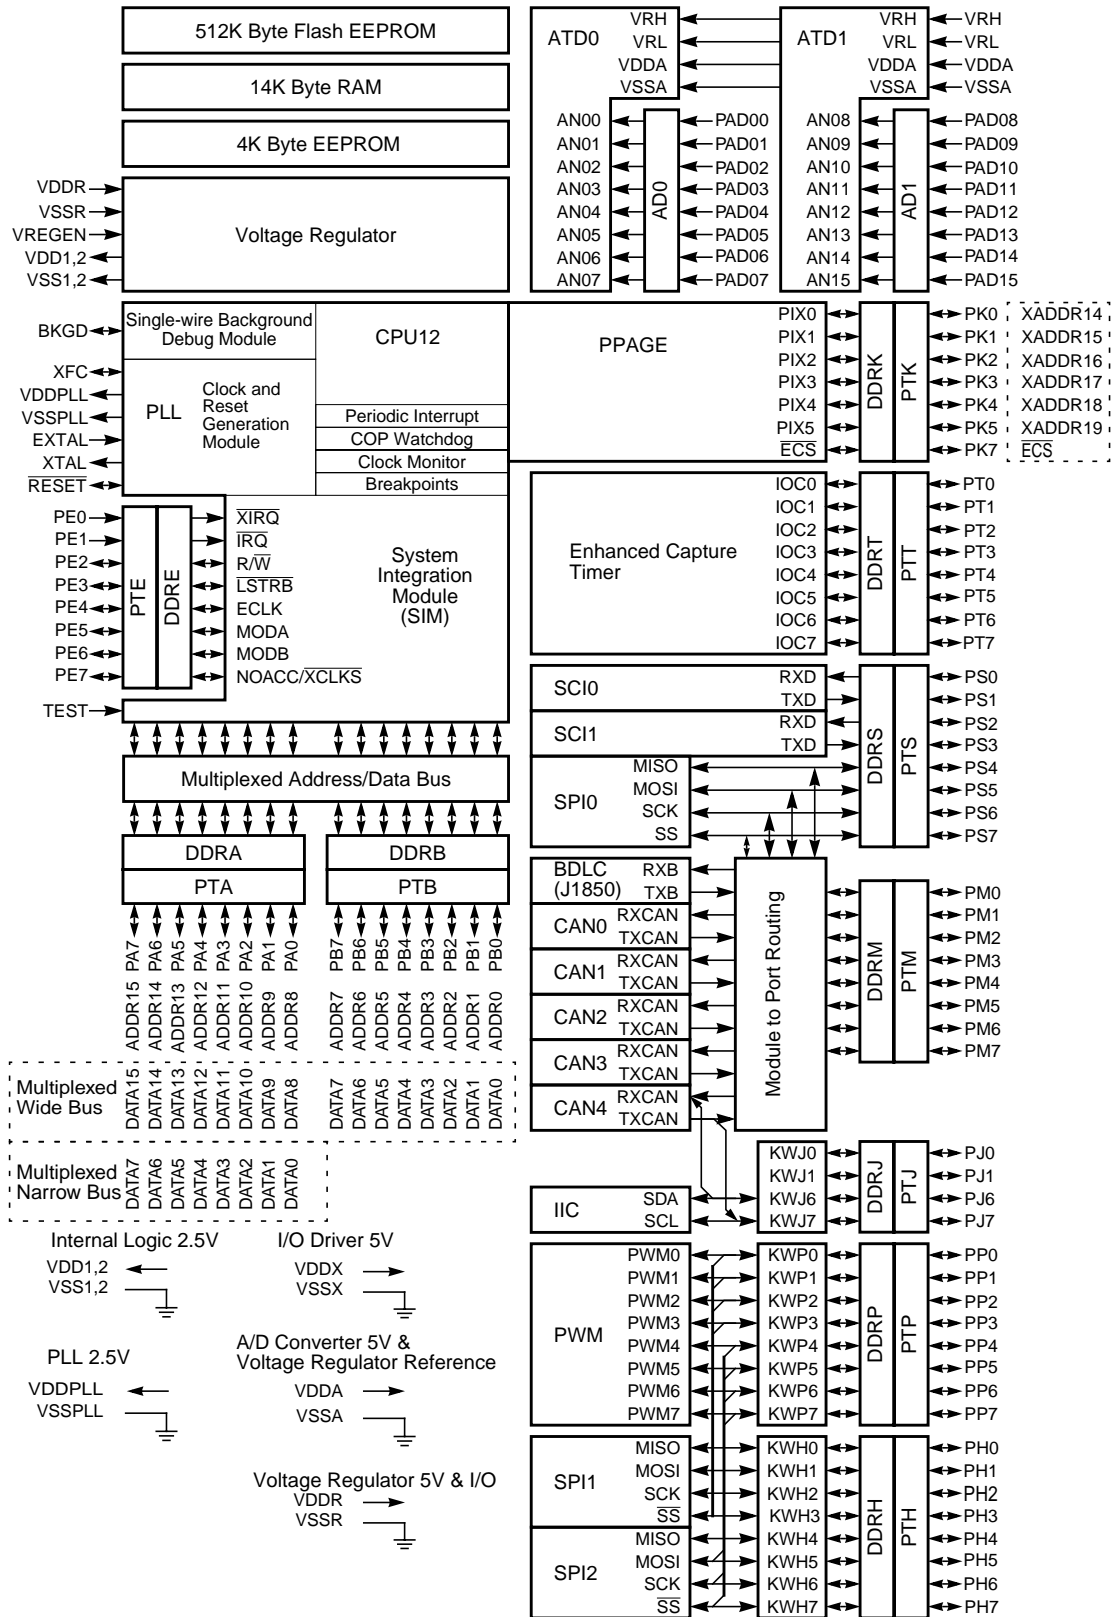 512K Byte Flash EEPROM
14K Byte RAM
4K Byte EEPROM
VDDR
VSSR
VREGEN
VDD1,2
VSS1,2
Voltage Regulator
BKGD
XFC
VDDPLL
VSSPLL
EXTAL
XTAL
RESET
Single-wire Background
Debug Module
CPU12
PLL
Clock and
Reset
Generation
Module
Periodic Interrupt
COP Watchdog
Clock Monitor
Breakpoints
PE0
PE1
PE2
PE3
PE4
PE5
PE6
PE7
TEST
PTE
DDRE
XIRQ
IRQ
R/W
LSTRB
ECLK
MODA
MODB
NOACC/XCLKS
System
Integration
Module
(SIM)
Multiplexed Address/Data Bus
DDRA
PTA
DDRB
PTB
PA7 PA6 PA5 PA4 PA3 PA2 PA1 PA0
PB7 PB6 PB5 PB4 PB3 PB2 PB1 PB0
ADDR15 ADDR14 ADDR13 ADDR12 ADDR11 ADDR10 ADDR9 ADDR8
ADDR7 ADDR6 ADDR5 ADDR4 ADDR3 ADDR2 ADDR1 ADDR0
Multiplexed
Wide Bus
DATA15 DATA14 DATA13 DATA12 DATA11 DATA10 DATA9 DATA8
DATA7 DATA6 DATA5 DATA4 DATA3 DATA2 DATA1 DATA0
Multiplexed
Narrow Bus
DATA7 DATA6 DATA5 DATA4 DATA3 DATA2 DATA1 DATA0
Internal Logic 2.5V
VDD1,2
VSS1,2
I/O Driver 5V
VDDX
VSSX
PLL 2.5V
VDDPLL
VSSPLL
A/D Converter 5V &
Voltage Regulator Reference
VDDA
VSSA
Voltage Regulator 5V & I/O
VDDR
VSSR
ATD0
VRH
VRL
VDDA
VSSA
AN00
AN01
AN02
AN03
AN04
AN05
AN06
AN07
AD0
PAD00
PAD01
PAD02
PAD03
PAD04
PAD05
PAD06
PAD07
ATD1
VRH
VRL
VDDA
VSSA
VRH
VRL
VDDA
VSSA
AN08
AN09
AN10
AN11
AN12
AN13
AN14
AN15
AD1
PAD08
PAD09
PAD10
PAD11
PAD12
PAD13
PAD14
PAD15
PPAGE
PIX0
PIX1
PIX2
PIX3
PIX4
PIX5
ECS
DDRK
PTK
PK0 XADDR14
PK1 XADDR15
PK2 XADDR16
PK3 XADDR17
PK4 XADDR18
PK5 XADDR19
PK7 ECS
Enhanced Capture
Timer
IOC0
IOC1
IOC2
IOC3
IOC4
IOC5
IOC6
IOC7
DDRT
PTT
PT0
PT1
PT2
PT3
PT4
PT5
PT6
PT7
SCI0
RXD
TXD
SCI1
RXD
TXD
SPI0
MISO
MOSI
SCK
SS
DDRS
PTS
PS0
PS1
PS2
PS3
PS4
PS5
PS6
PS7
BDLC
(J1850)
RXB
TXB
CAN0
RXCAN
TXCAN
CAN1
RXCAN
TXCAN
CAN2
RXCAN
TXCAN
CAN3
RXCAN
TXCAN
CAN4
RXCAN
TXCAN
Module to Port Routing
DDRM
PTM
PM0
PM1
PM2
PM3
PM4
PM5
PM6
PM7
IIC
SDA
SCL
KWJ0
KWJ1
KWJ6
KWJ7
DDRJ
PTJ
PJ0
PJ1
PJ6
PJ7
PWM
PWM0
PWM1
PWM2
PWM3
PWM4
PWM5
PWM6
PWM7
KWP0
KWP1
KWP2
KWP3
KWP4
KWP5
KWP6
KWP7
DDRP
PTP
PP0
PP1
PP2
PP3
PP4
PP5
PP6
PP7
SPI1
MISO
MOSI
SCK
SS
SPI2
MISO
MOSI
SCK
SS
KWH0
KWH1
KWH2
KWH3
KWH4
KWH5
KWH6
KWH7
DDRH
PTH
PH0
PH1
PH2
PH3
PH4
PH5
PH6
PH7